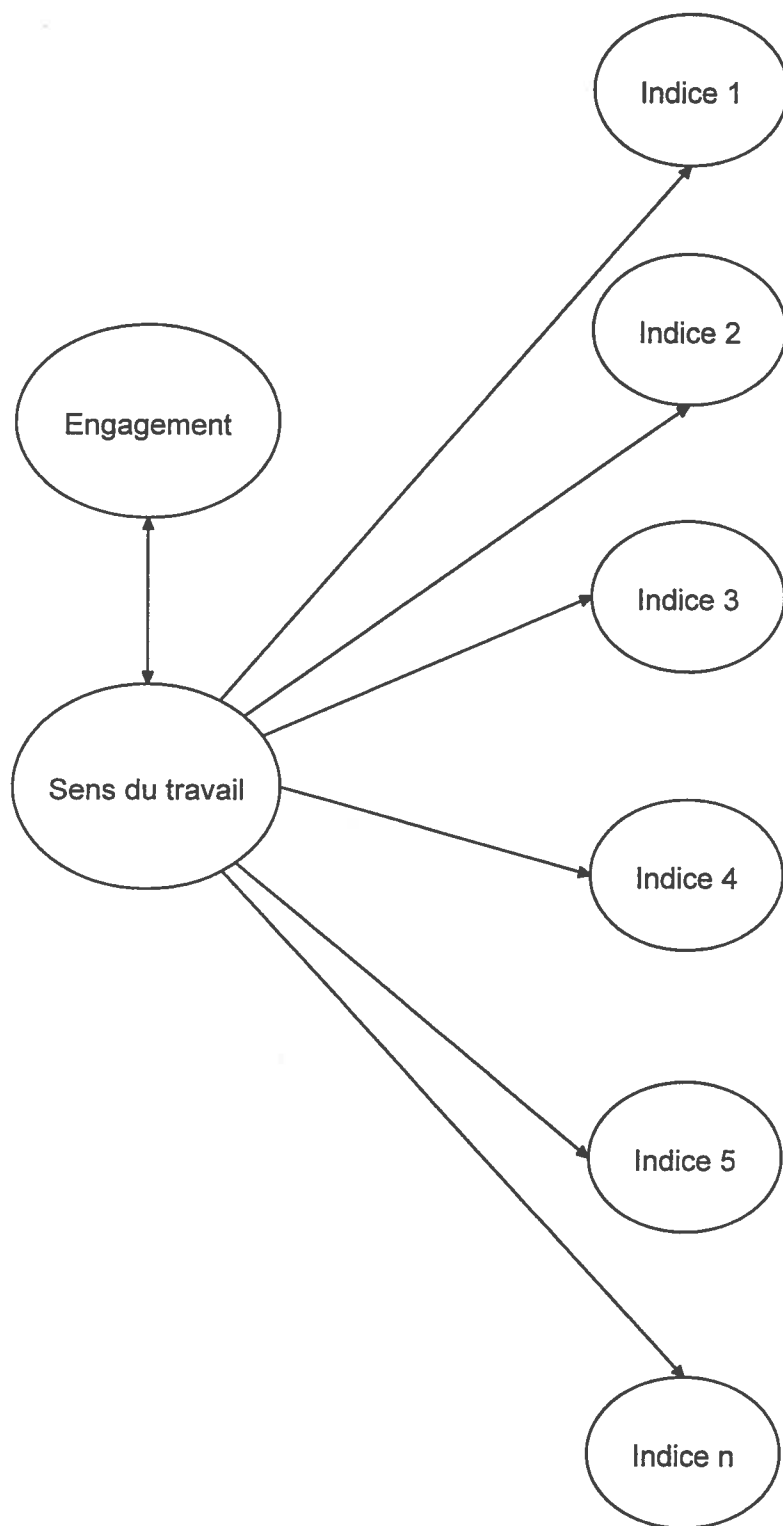 Indice 1
Indice 2
Engagement
Indice 3
Sens du travail
Indice 4
Indice 5
Indice n